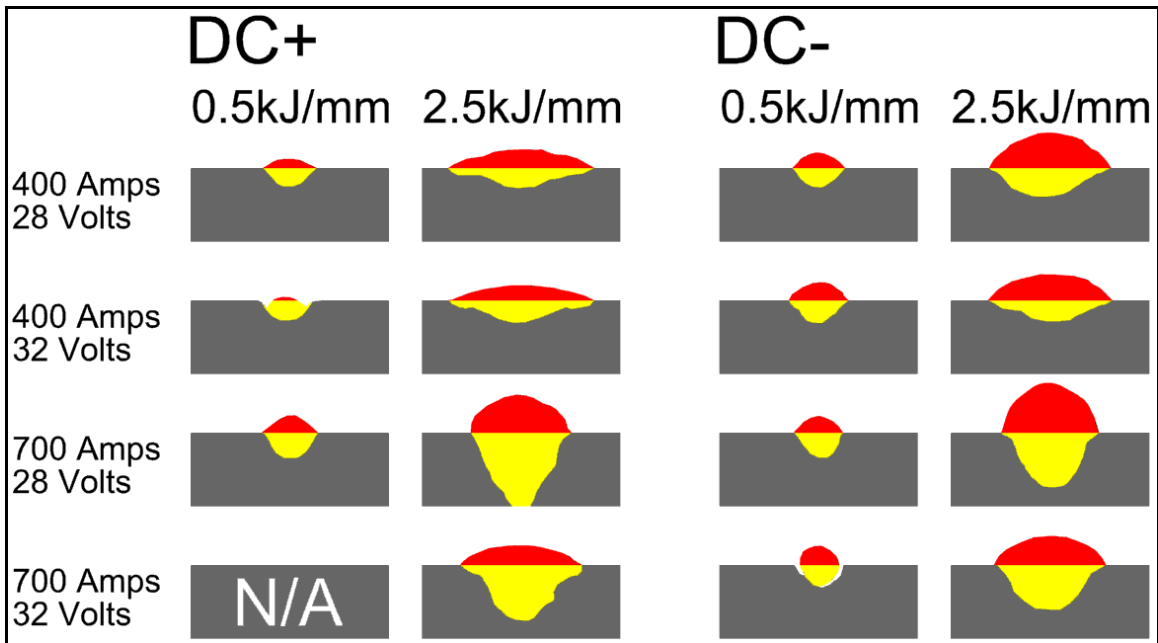 DC+ DC-
0.5kJ/mm 2.5kJ/mm 0.5kJ/mm 2.5kJ/mm
400 Amps
28 Volts
400 Amps
32 Volts
700 Amps
28 Volts
700 Amps
32 Volts
N/A